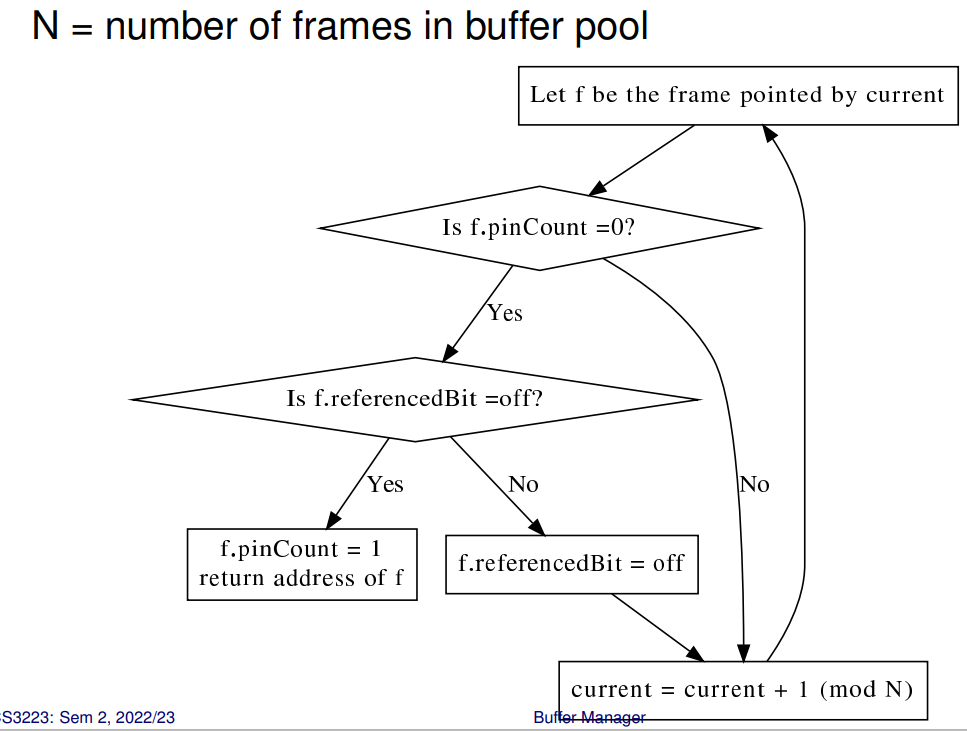 N = number of frames in buffer pool
Let f be the frame pointed by current
Is f.pinCount =0?
Yes
Is f.referencedBit =off?
Yes
No
No
f.pinCount = 1
return address of f
f.referencedBit = off
current = current + 1 (mod N)
CS3223: Sem 2, 2022/23
Buffer Manager